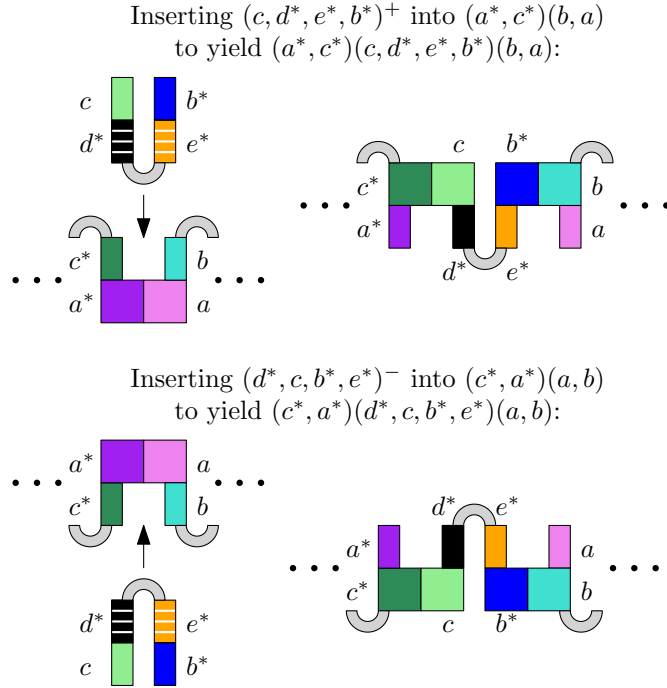 Inserting (c, d*, e*, b*)⁺ into (a*, c*)(b, a)
to yield (a*, c*)(c, d*, e*, b*)(b, a):
c b*
d* e*
c b*
c* b
a* a
d* e*
c* b
a* a
Inserting (d*, c, b*, e*)⁻ into (c*, a*)(a, b)
to yield (c*, a*)(d*, c, b*, e*)(a, b):
a* a
c* b
d* e*
a* a
c* b
c b*
d* e*
c b*